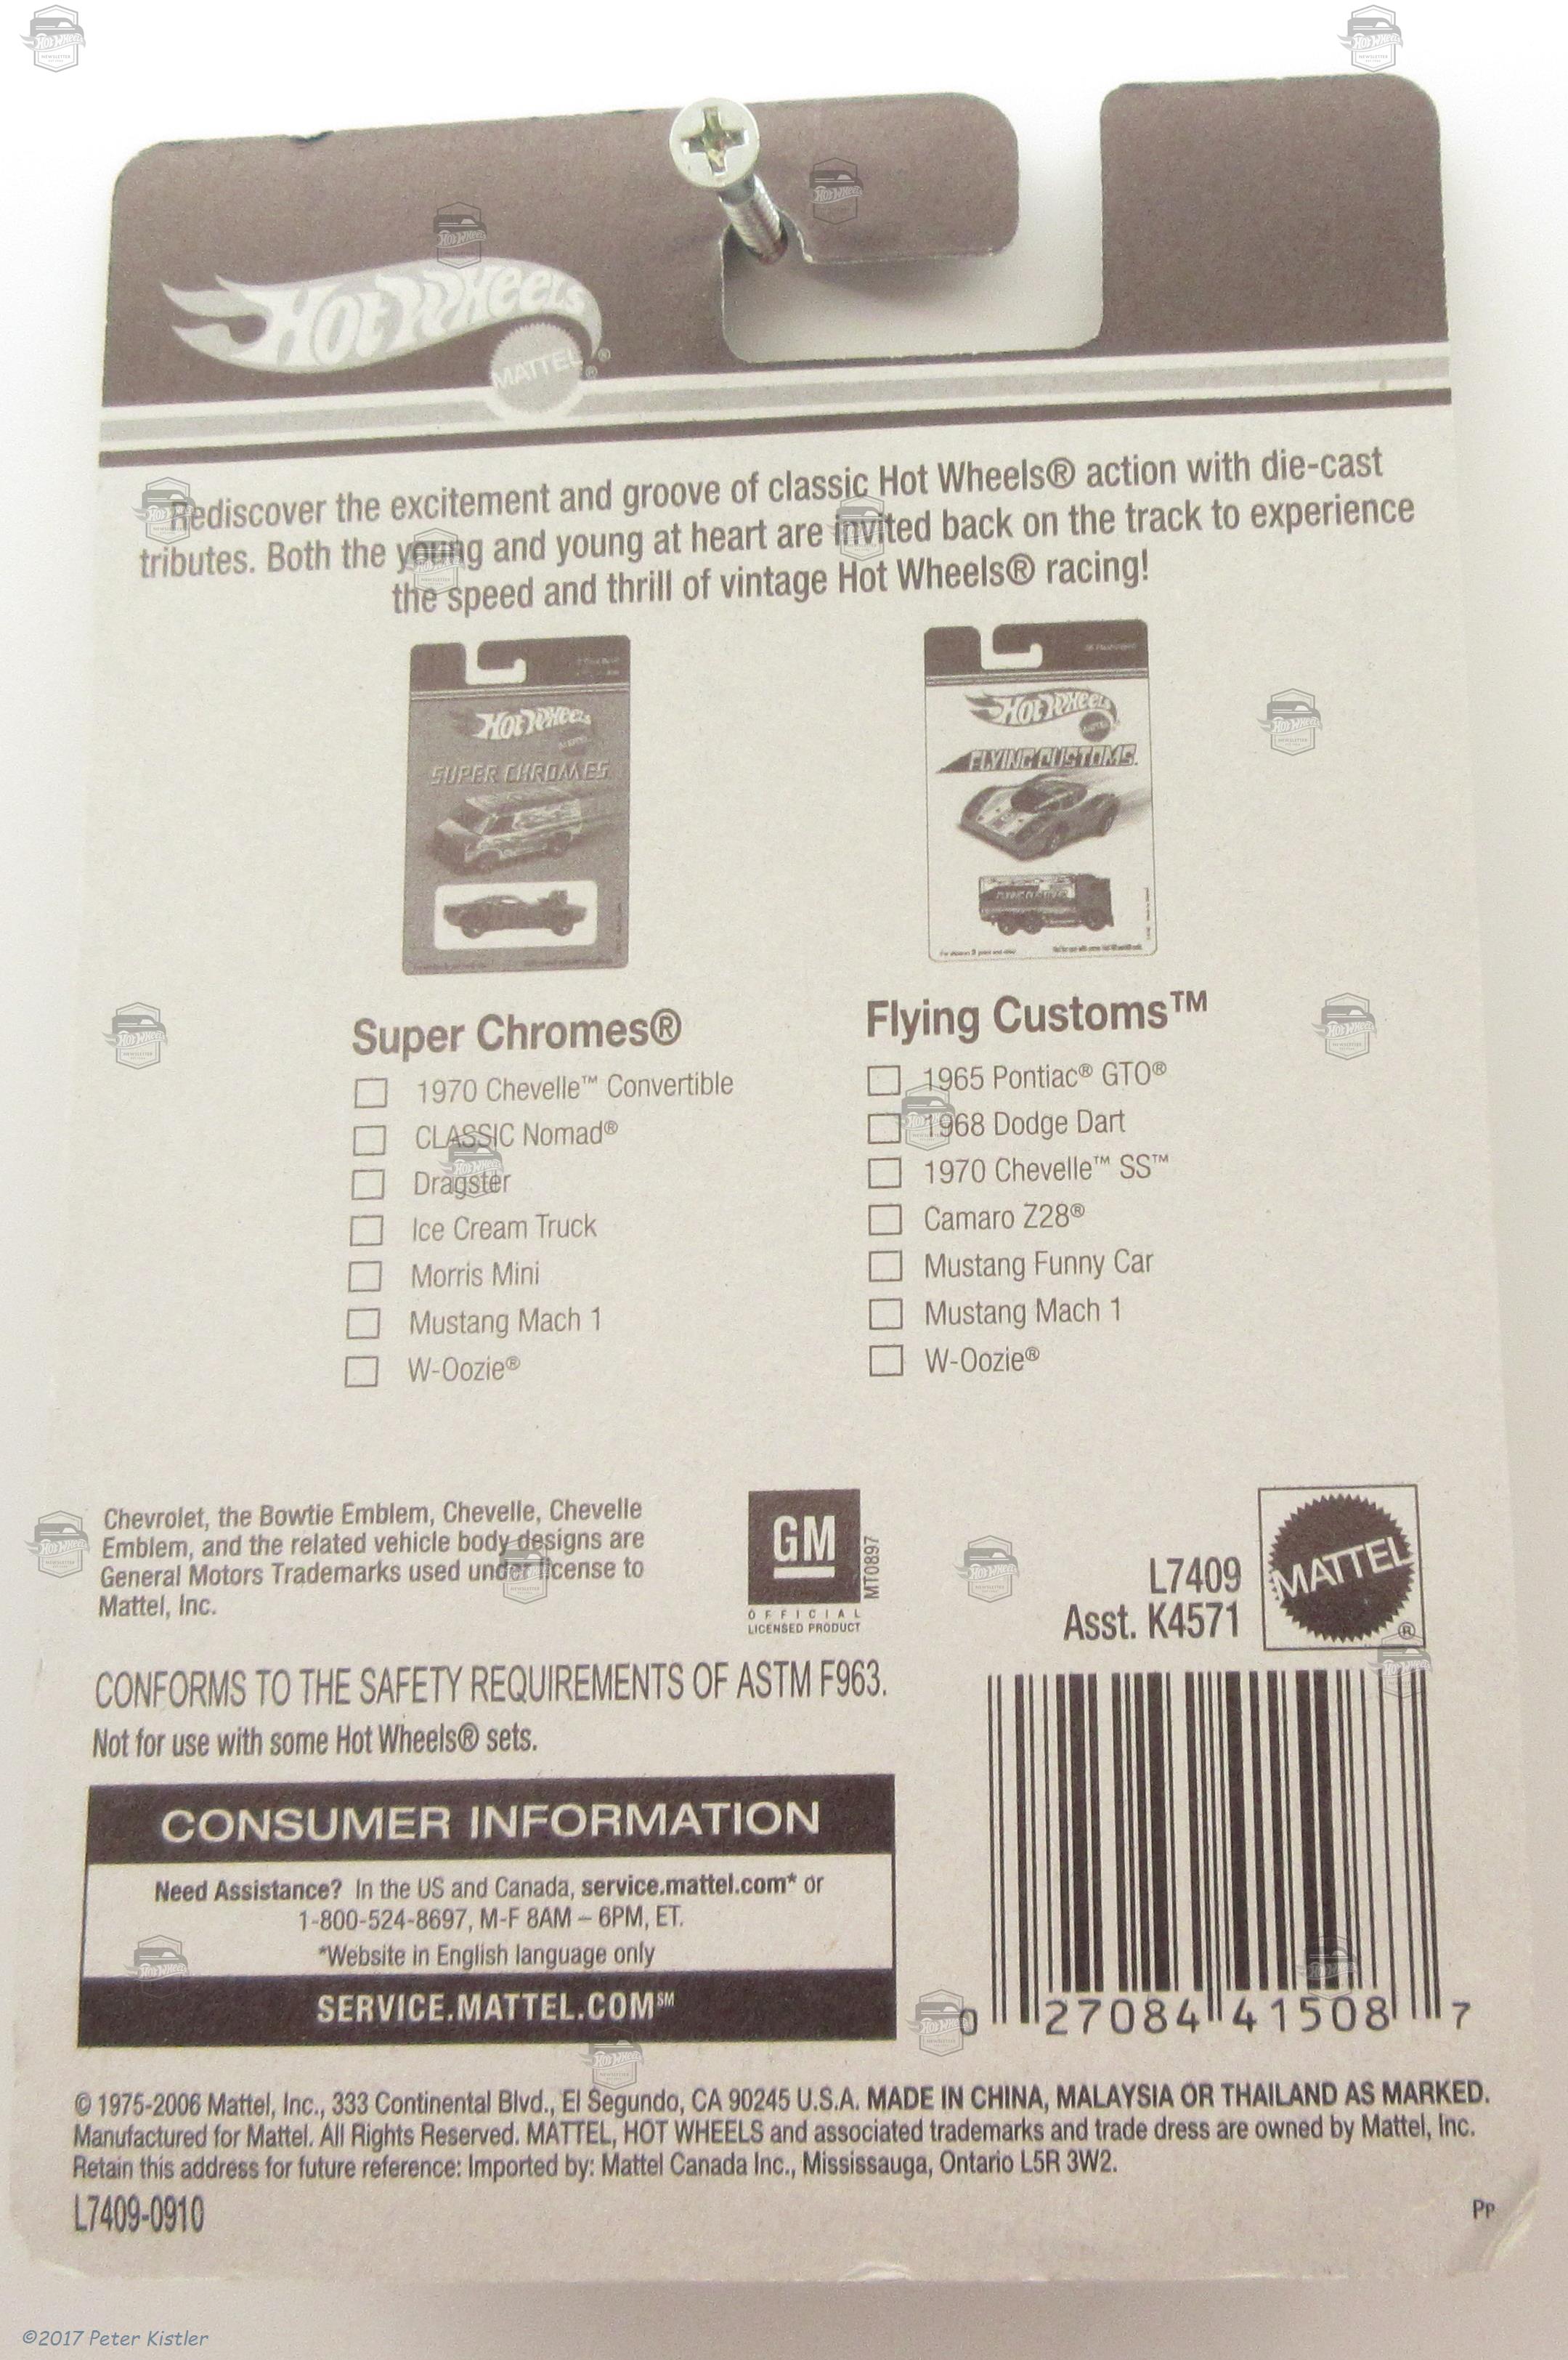 HOT WHEELS
MATTEL®
®
Rediscover the excitement and groove of classic Hot Wheels® action with die-cast
tributes. Both the young and young at heart are invited back on the track to experience
the speed and thrill of vintage Hot Wheels® racing!
HOT WHEELS
SUPER CHROMES
HOT WHEELS
MATTEL
FLYING CUSTOMS
FLYING CUSTOMS
Super Chromes®
1970 Chevelle™ Convertible
CLASSIC Nomad®
Dragster
Ice Cream Truck
Morris Mini
Mustang Mach 1
W-Oozie®
Flying Customs™
1965 Pontiac® GTO®
1968 Dodge Dart
1970 Chevelle™ SS™
Camaro Z28®
Mustang Funny Car
Mustang Mach 1
W-Oozie®
Chevrolet, the Bowtie Emblem, Chevelle, Chevelle
Emblem, and the related vehicle body designs are
General Motors Trademarks used under license to
Mattel, Inc.
GM
MT0897
OFFICIAL
LICENSED PRODUCT
L7409
Asst. K4571
MATTEL
®
CONFORMS TO THE SAFETY REQUIREMENTS OF ASTM F963.
Not for use with some Hot Wheels® sets.
CONSUMER INFORMATION
Need Assistance? In the US and Canada, service.mattel.com* or
1-800-524-8697, M-F 8AM – 6PM, ET.
*Website in English language only
SERVICE.MATTEL.COM℠
0 27084 41508 7
© 1975-2006 Mattel, Inc., 333 Continental Blvd., El Segundo, CA 90245 U.S.A. MADE IN CHINA, MALAYSIA OR THAILAND AS MARKED.
Manufactured for Mattel. All Rights Reserved. MATTEL, HOT WHEELS and associated trademarks and trade dress are owned by Mattel, Inc.
Retain this address for future reference: Imported by: Mattel Canada Inc., Mississauga, Ontario L5R 3W2.
L7409-0910
Pp
©2017 Peter Kistler